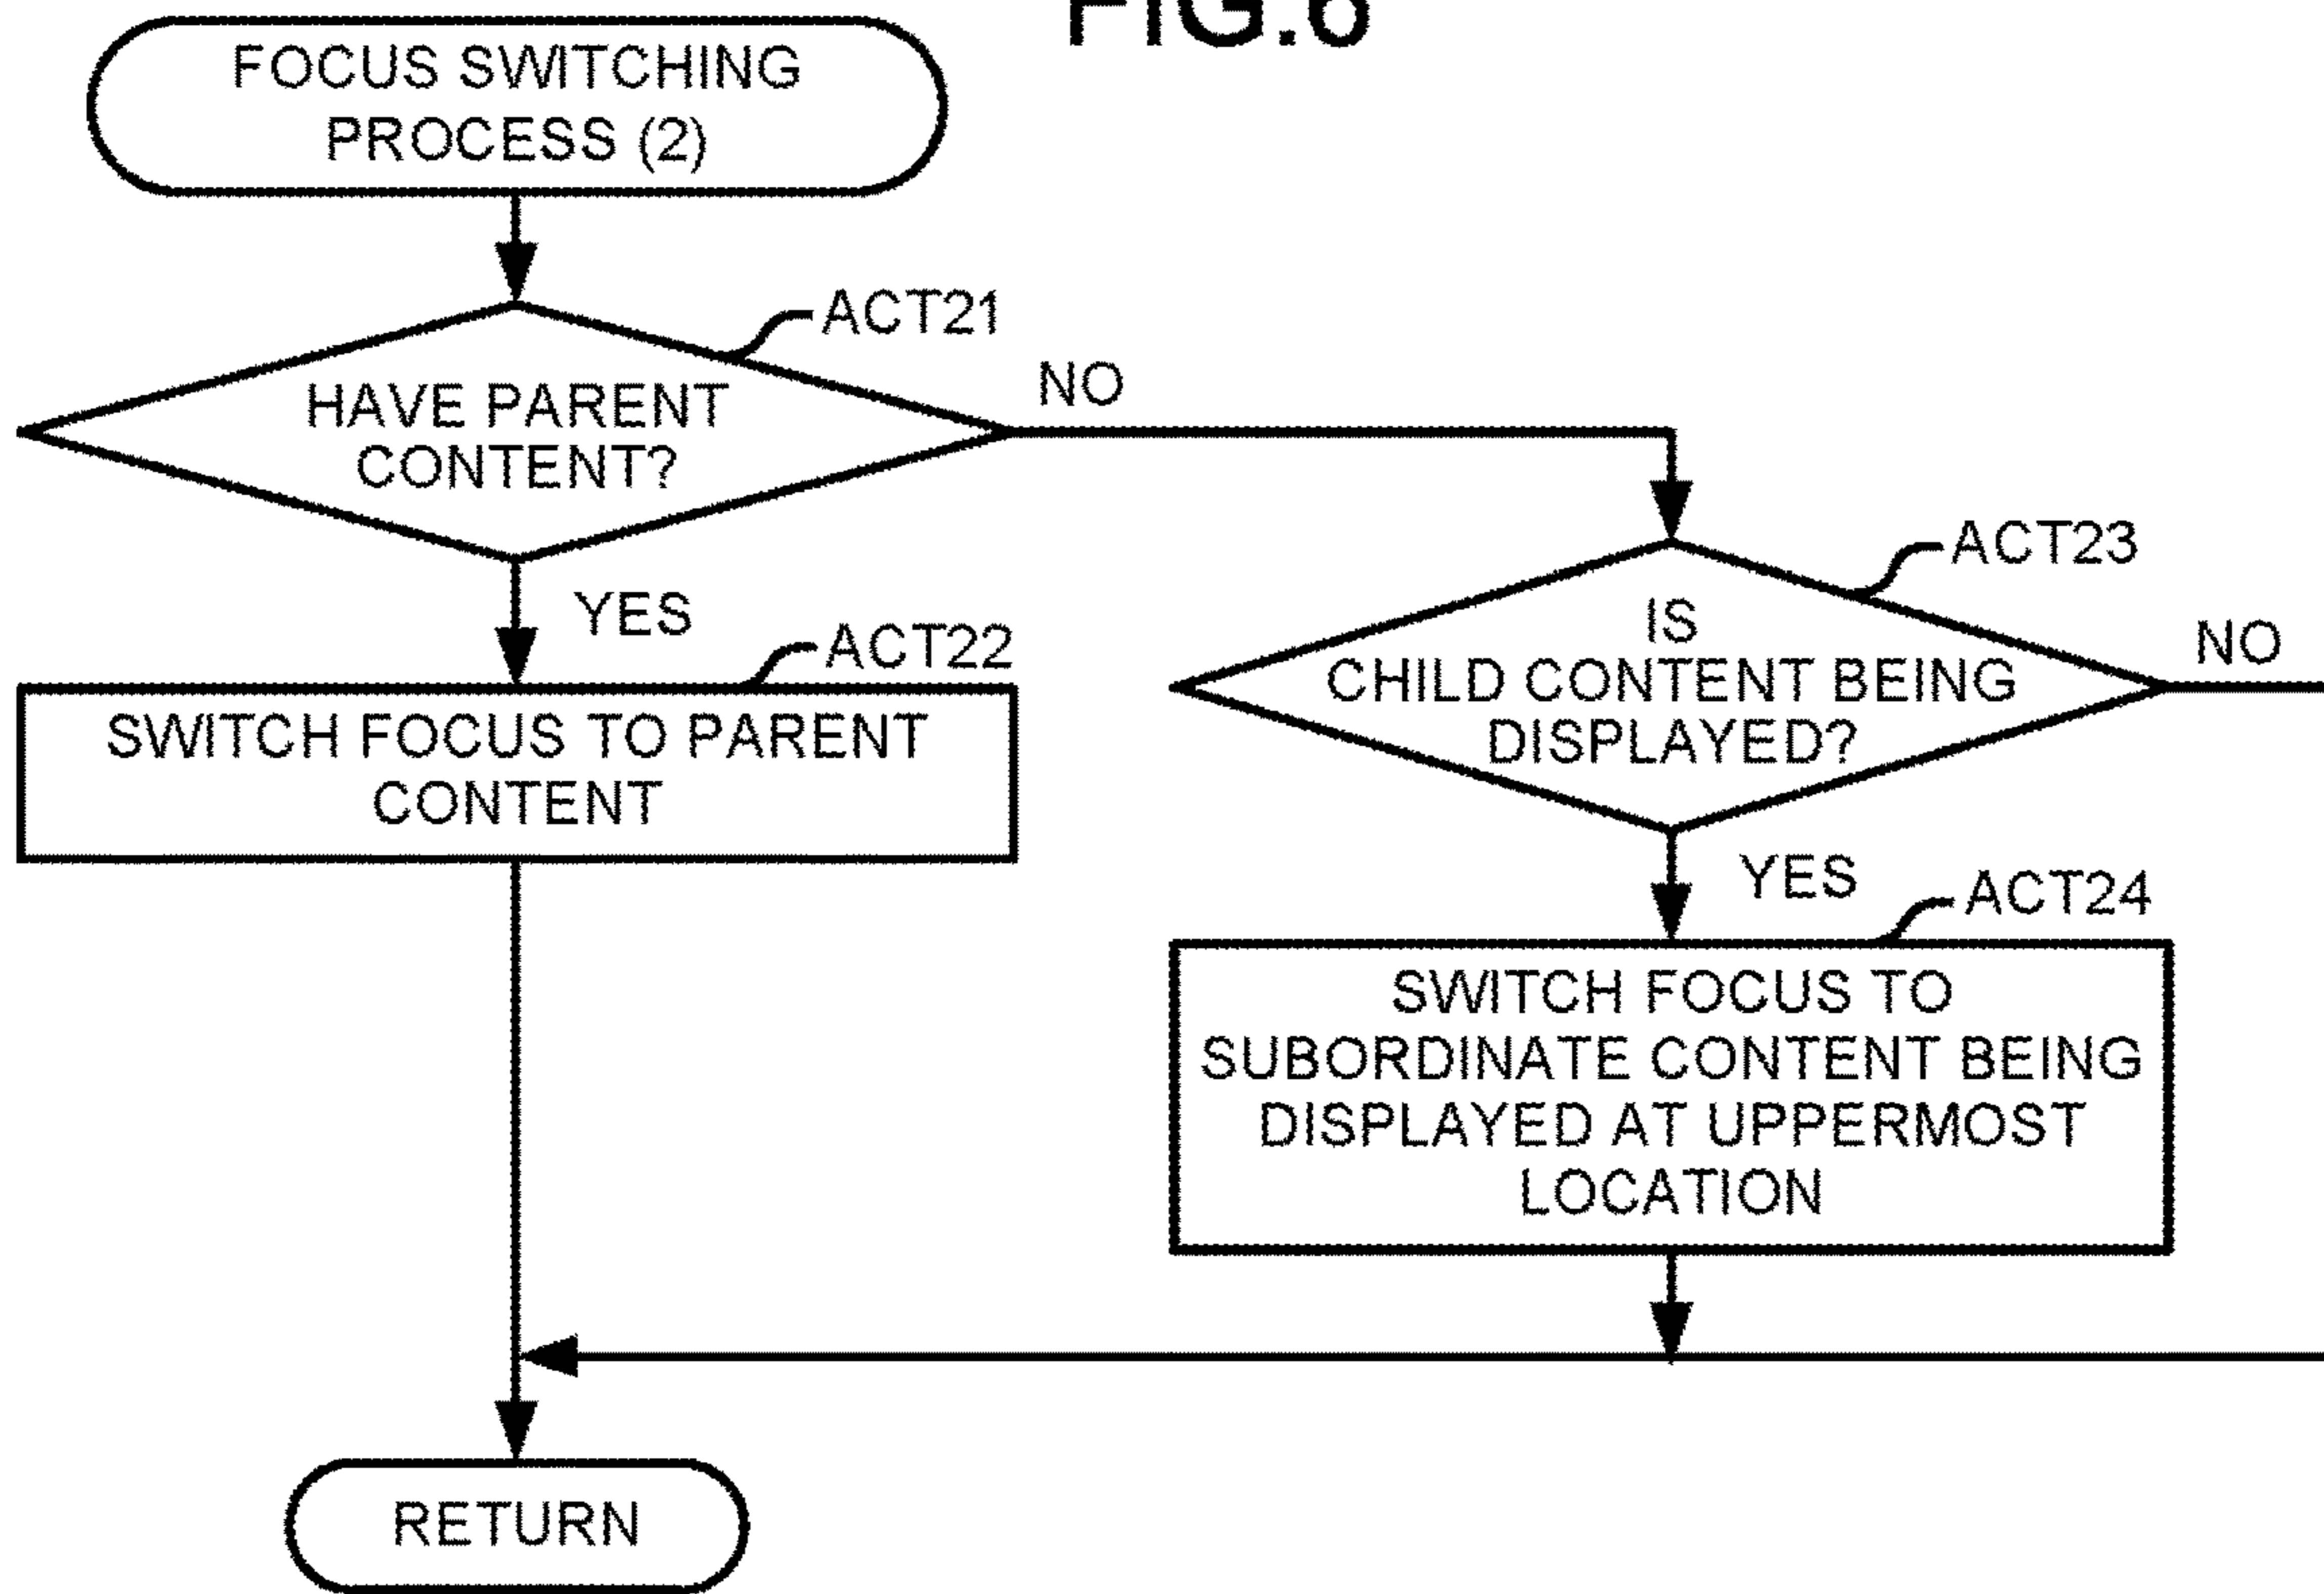 FIG.6
FOCUS SWITCHING
PROCESS (2)
ACT21
HAVE PARENT
CONTENT?
NO
YES
ACT22
SWITCH FOCUS TO PARENT
CONTENT
ACT23
IS
CHILD CONTENT BEING
DISPLAYED?
NO
YES
ACT24
SWITCH FOCUS TO
SUBORDINATE CONTENT BEING
DISPLAYED AT UPPERMOST
LOCATION
RETURN